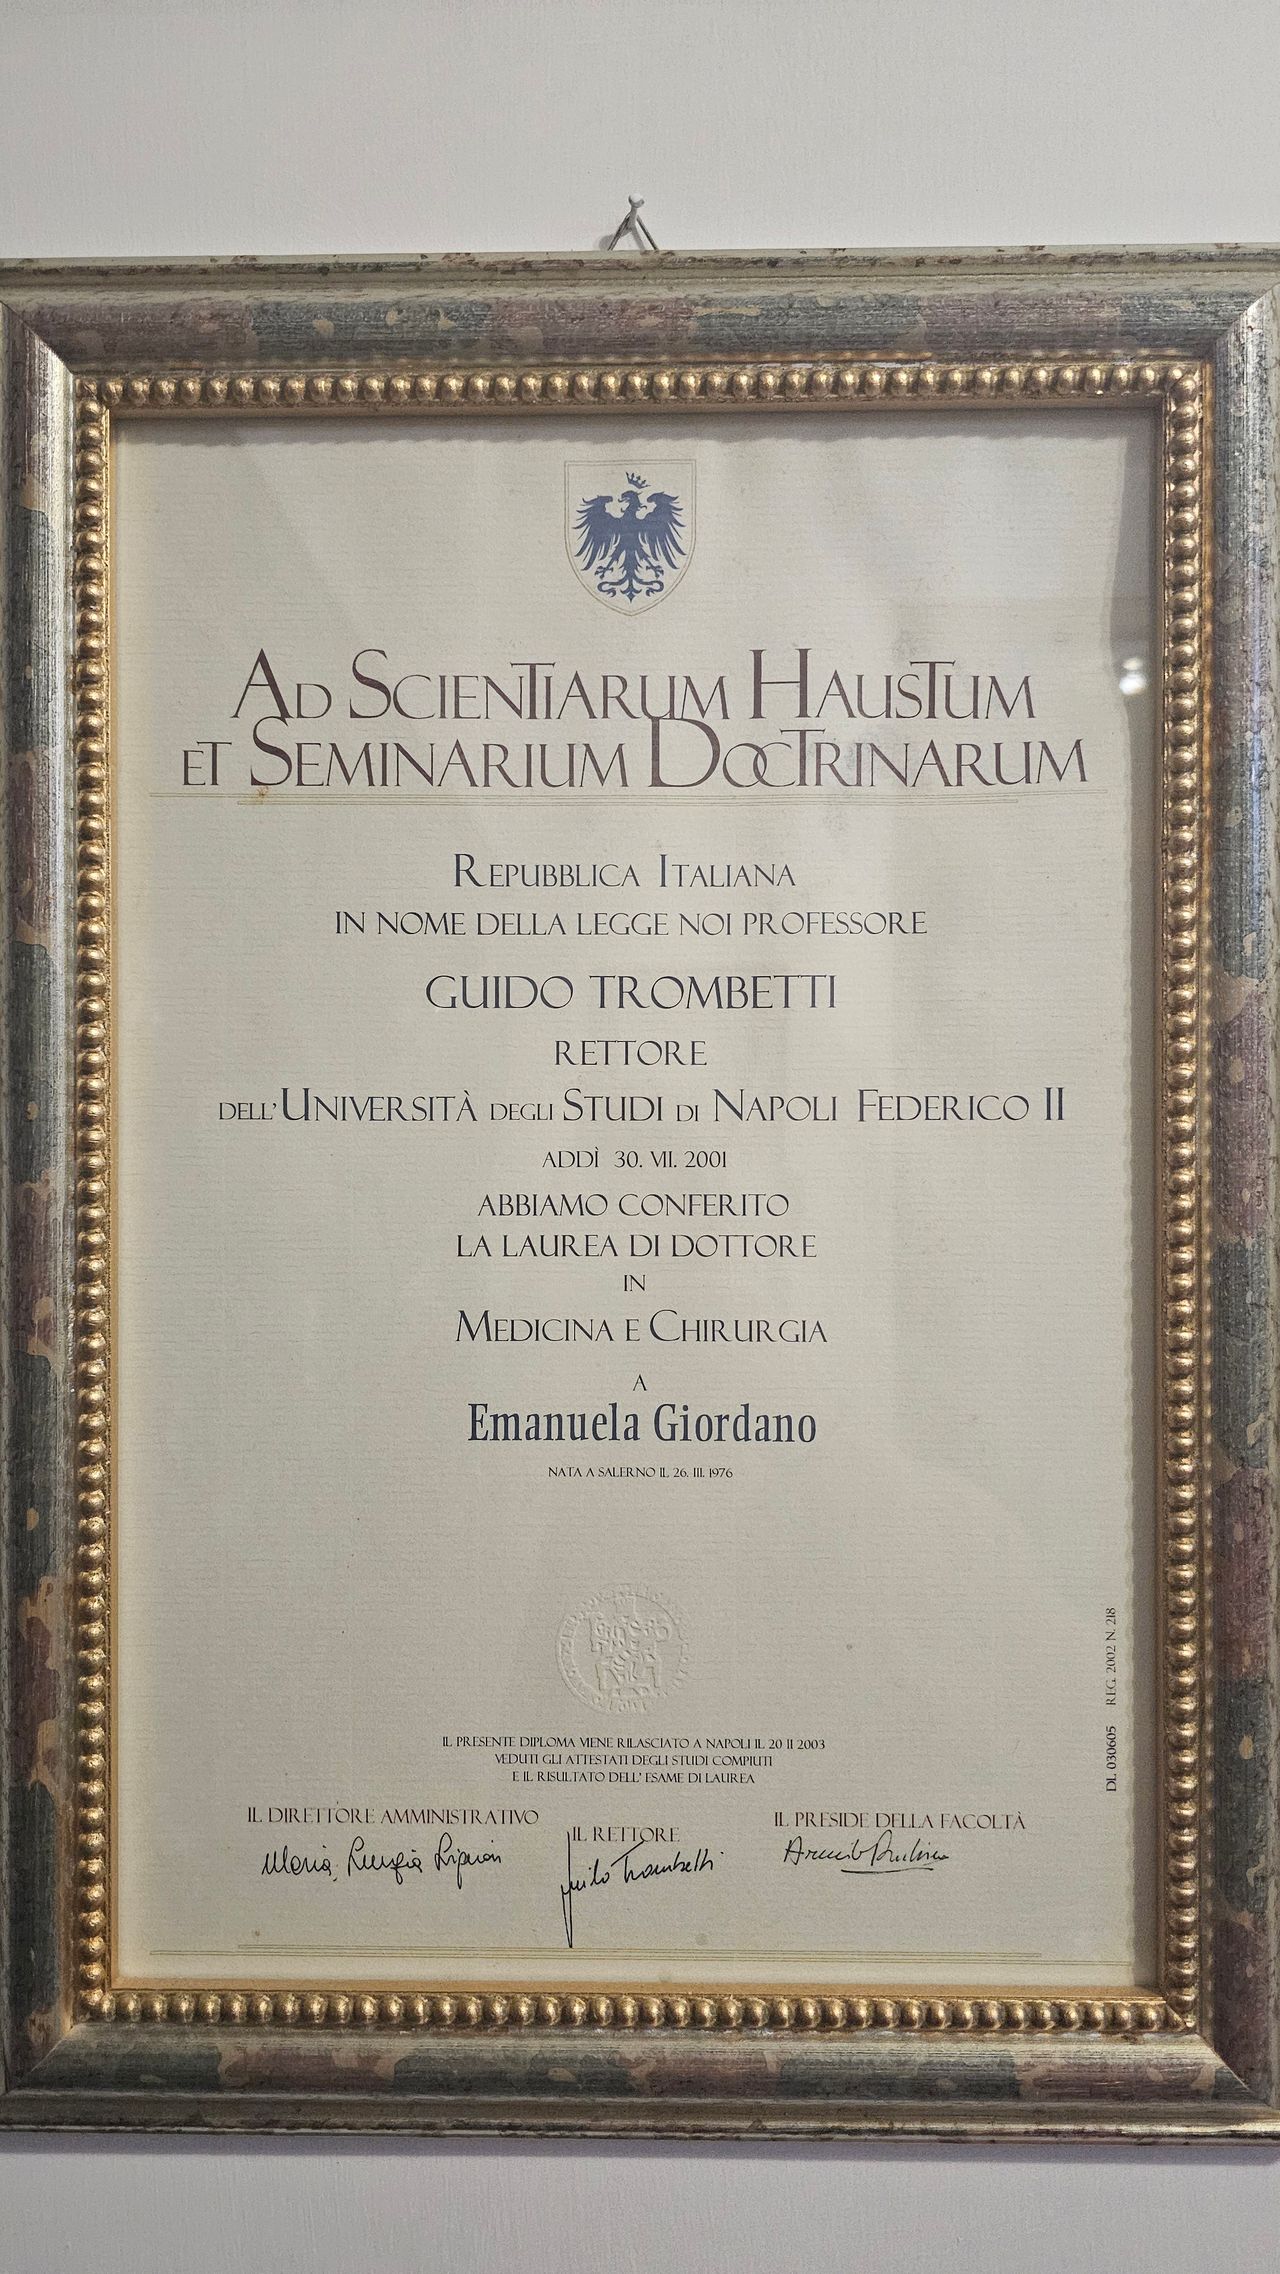 Ad Scientiarum Haustum
et Seminarium Doctrinarum
Repubblica Italiana
IN NOME DELLA LEGGE NOI PROFESSORE
GUIDO TROMBETTI
RETTORE
DELL'UNIVERSITÀ DEGLI STUDI DI NAPOLI FEDERICO II
ADDÌ 30. VII. 2001
ABBIAMO CONFERITO
LA LAUREA DI DOTTORE
IN
MEDICINA E CHIRURGIA
A
Emanuela Giordano
NATA A SALERNO IL 26. III. 1976
IL PRESENTE DIPLOMA VIENE RILASCIATO A NAPOLI IL 20 II 2003
VEDUTI GLI ATTESTATI DEGLI STUDI COMPIUTI
E IL RISULTATO DELL' ESAME DI LAUREA
IL DIRETTORE AMMINISTRATIVO
Maria
IL RETTORE
Guido Trombetti
IL PRESIDE DELLA FACOLTÀ
DL 030605 REG. 2002 N. 218